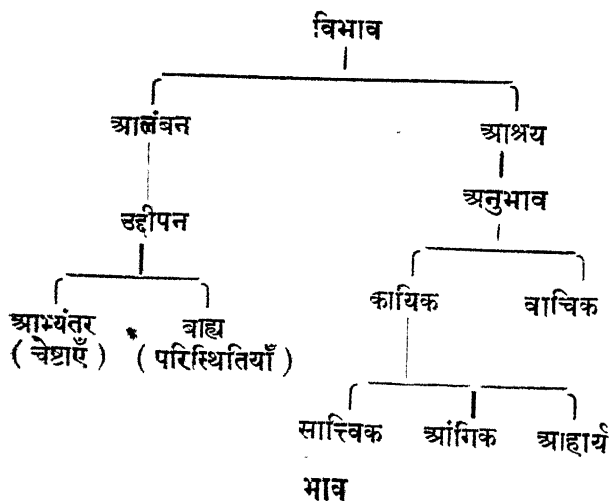 विभाव
आलंबन आश्रय
अनुभाव
उद्दीपन
कायिक वाचिक
आभ्यंतर बाह्य
( चेष्टाएँ ) ( परिस्थितियाँ )
सात्त्विक आंगिक आहार्य
भाव